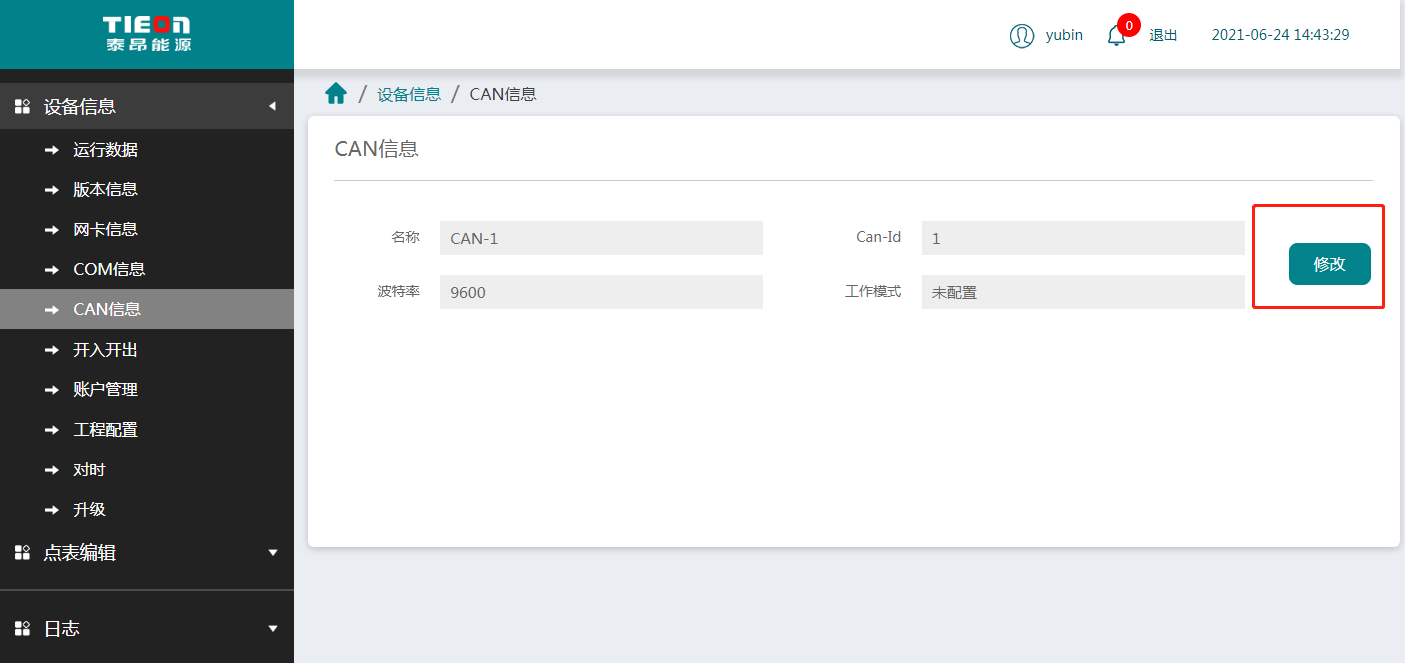 TIEON
泰昂能源
yubin
0
退出
2021-06-24 14:43:29
设备信息
运行数据
版本信息
网卡信息
COM信息
CAN信息
开入开出
账户管理
工程配置
对时
升级
点表编辑
日志
/ 设备信息 / CAN信息
CAN信息
名称 CAN-1 Can-Id 1
修改
波特率 9600 工作模式 未配置